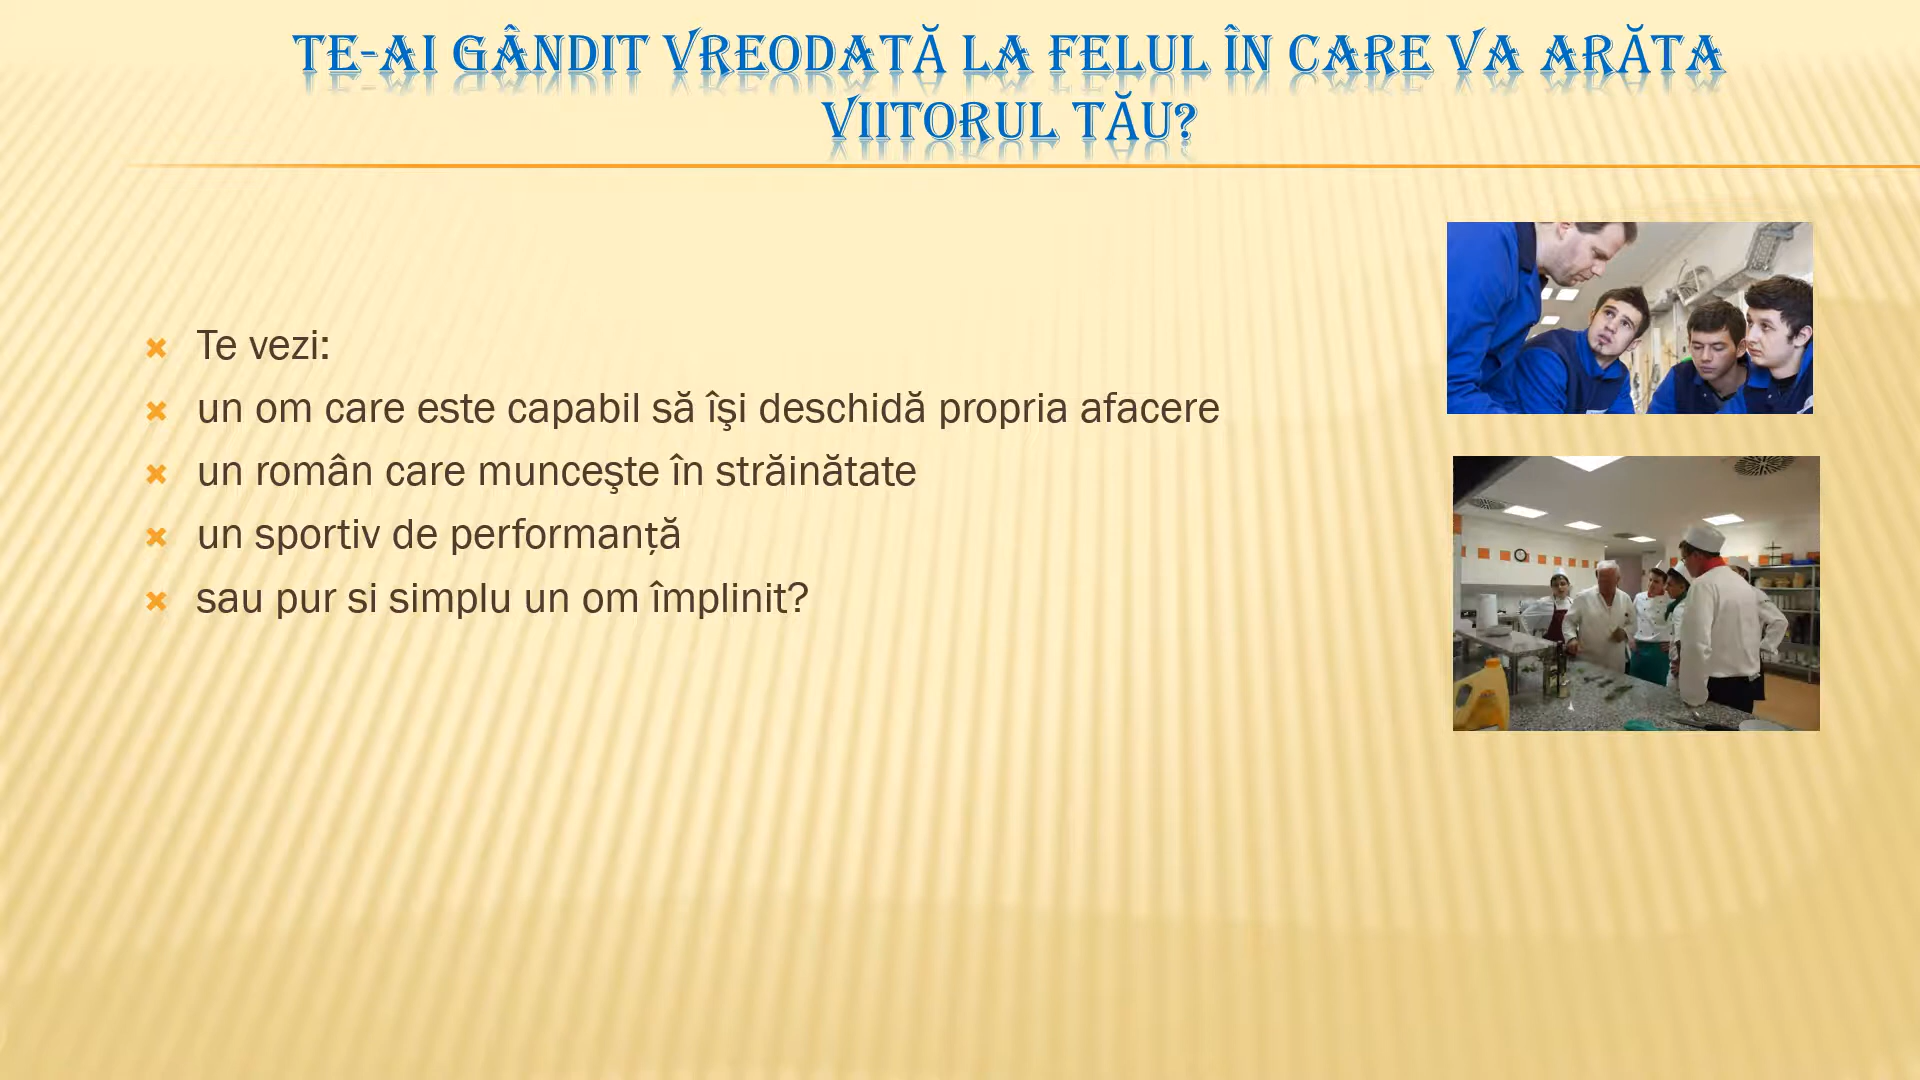 TE-AI GÂNDIT VREODATĂ LA FELUL ÎN CARE VA ARĂTA
VIITORUL TĂU?
Te vezi:
un om care este capabil să îşi deschidă propria afacere
un român care munceşte în străinătate
un sportiv de performanță
sau pur si simplu un om împlinit?